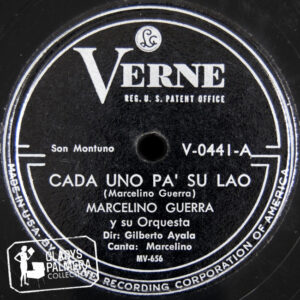 VERNE
REG. U. S. PATENT OFFICE
Son Montuno
V-0441-A
CADA UNO PA' SU LAO
(Marcelino Guerra)
MARCELINO GUERRA
y su Orquesta
Dir: Gilberto Ayala
Canta: Marcelino
MV-656
MADE IN U.S.A. BY
RECORDING CORPORATION OF AMERICA
GLADYS
PALMERA
COLLECTION